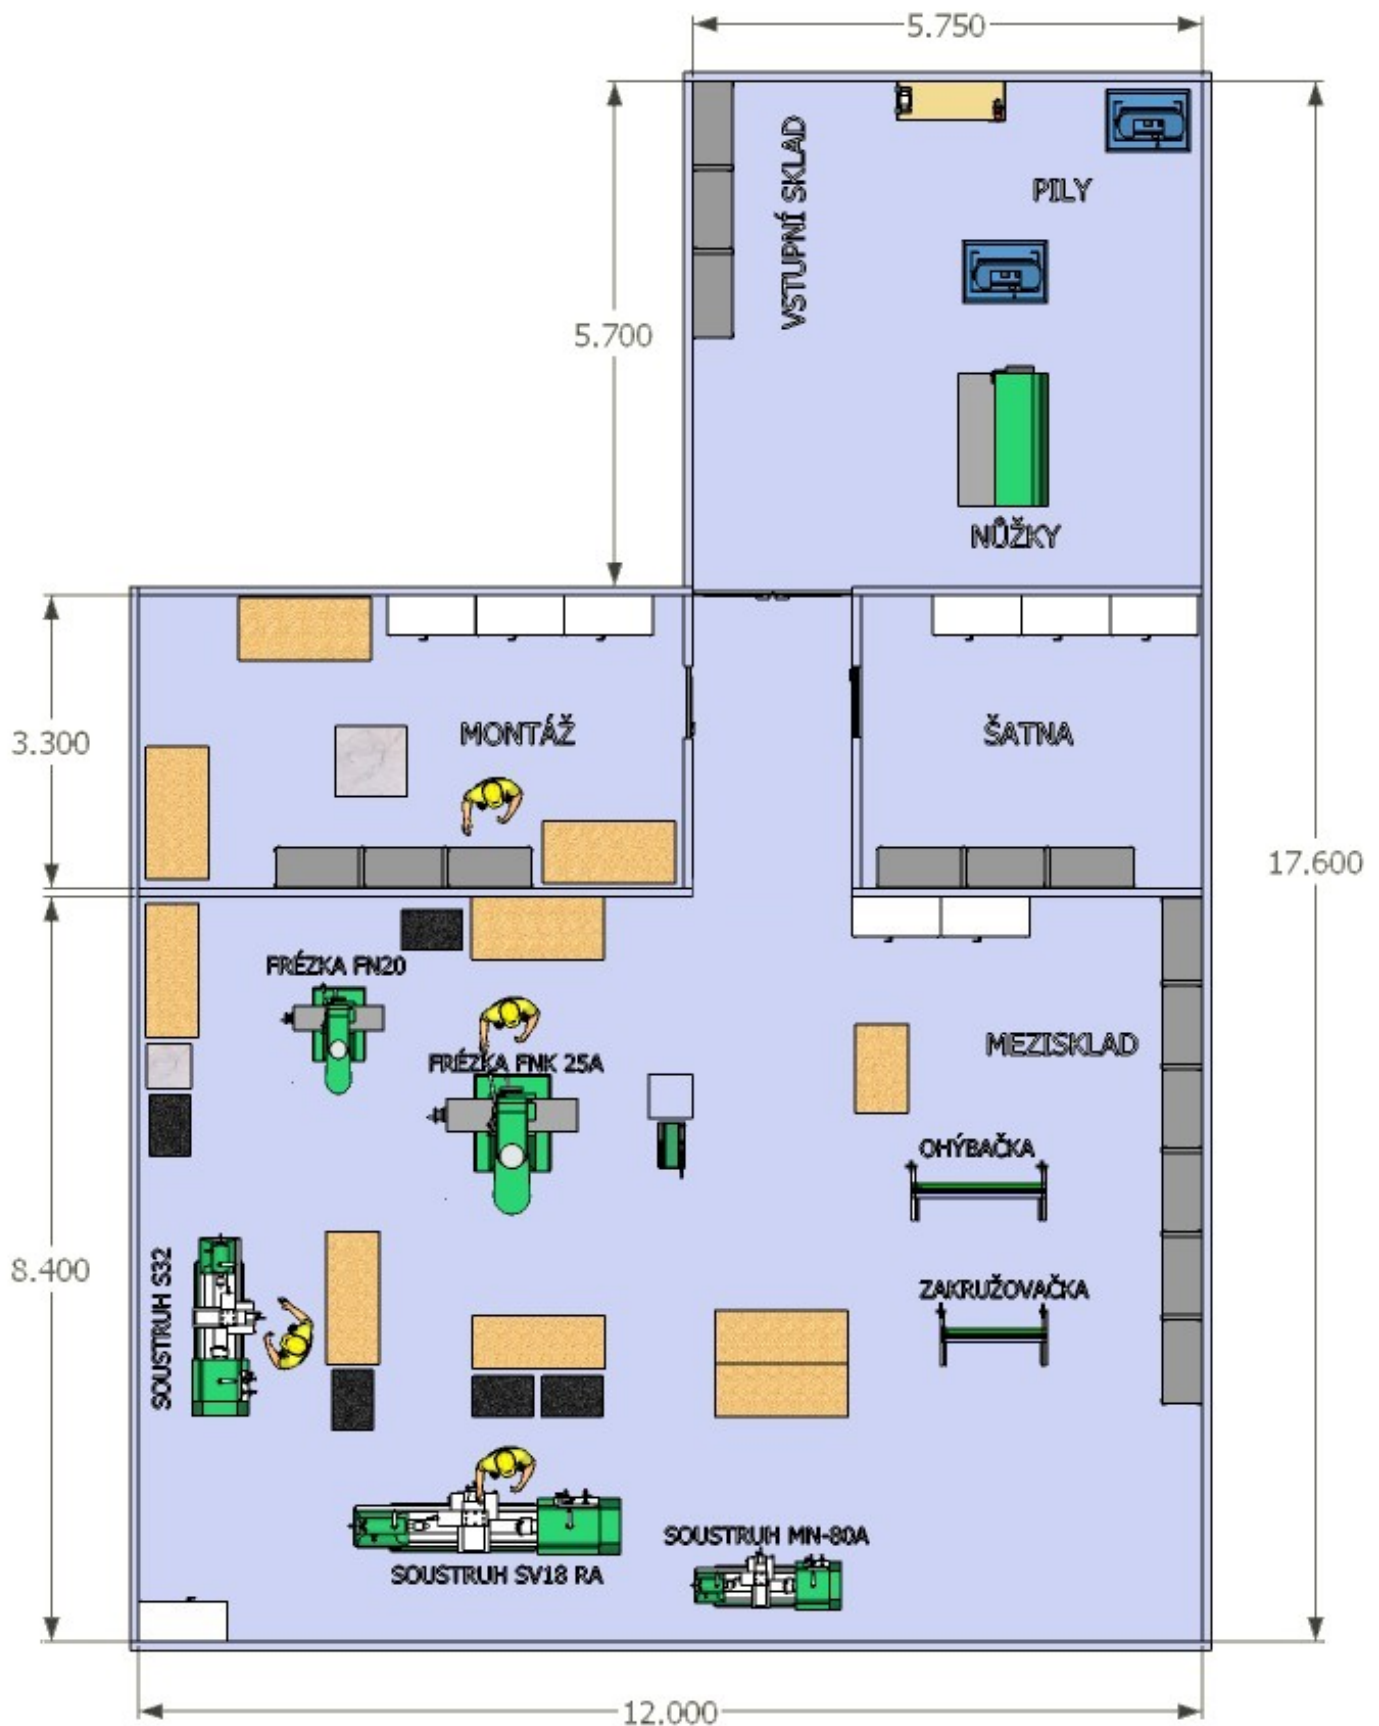 5.750
VSTUPNÍ SKLAD
PILY
5.700
NŮŽKY
3.300
MONTÁŽ
ŠATNA
17.600
FRÉZKA FN20
MEZISKLAD
FRÉZKA FNK 25A
OHÝBAČKA
8.400
SOUSTRUH S32
ZAKRUŽOVAČKA
SOUSTRUH MN-80A
SOUSTRUH SV18 RA
12.000